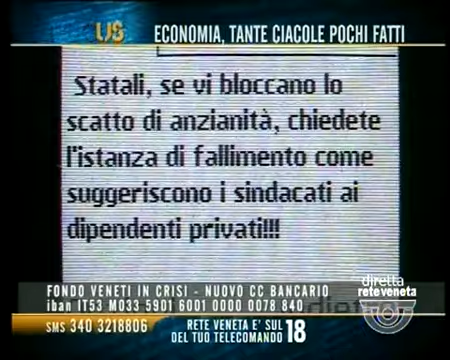 US ECONOMIA, TANTE CIACOLE POCHI FATTI
Statali, se vi bloccano lo
scatto di anzianità, chiedete
l'istanza di fallimento come
suggeriscono i sindacati ai
dipendenti privati!!!
FONDO VENETI IN CRISI - NUOVO CC BANCARIO
iban IT53 M033 5901 6001 0000 0078 840
diretta
reteveneta
SMS 340 3218806
RETE VENETA E' SUL
DEL TUO TELECOMANDO 18